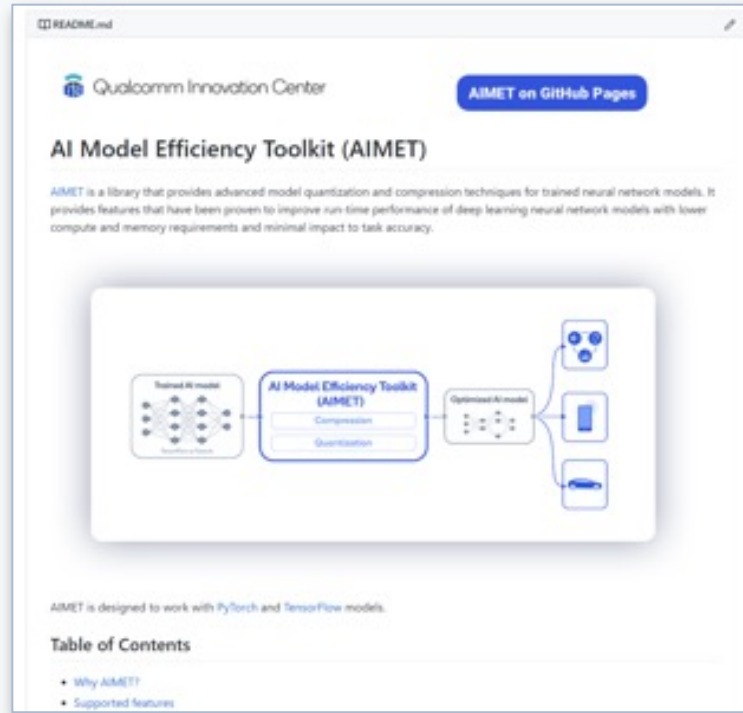 README.md
Qualcomm Innovation Center
AIMET on GitHub Pages
AI Model Efficiency Toolkit (AIMET)
AIMET is a library that provides advanced model quantization and compression techniques for trained neural network models. It
provides features that have been proven to improve run-time performance of deep learning neural network models with lower
compute and memory requirements and minimal impact to task accuracy.
Trained AI model
AI Model Efficiency Toolkit
(AIMET)
Compression
Quantization
Optimized AI model
AIMET is designed to work with PyTorch and TensorFlow models.
Table of Contents
• Why AIMET?
• Supported features